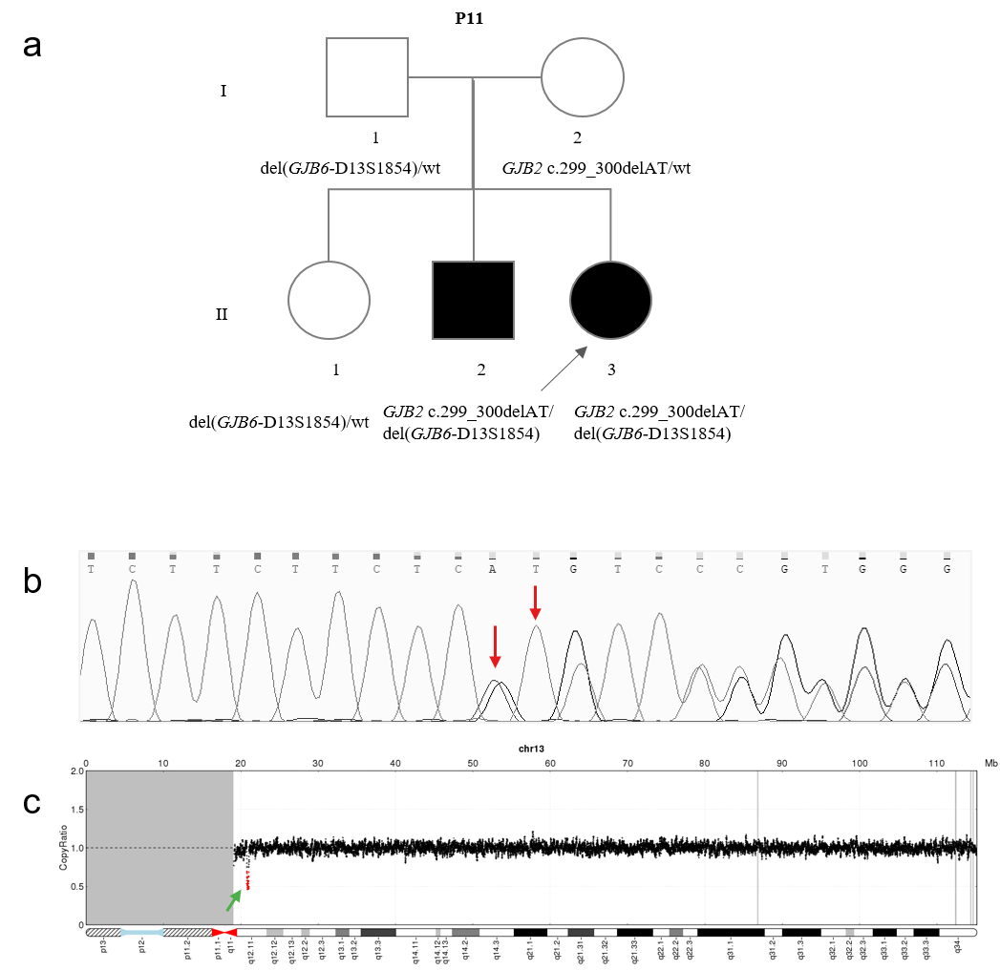 P11
a
I
1
2
del(GJB6-D13S1854)/wt
GJB2 c.299_300delAT/wt
II
1
2
3
del(GJB6-D13S1854)/wt
GJB2 c.299_300delAT/
del(GJB6-D13S1854)
GJB2 c.299_300delAT/
del(GJB6-D13S1854)
b
T C T T C T T C T C A T G T C C C G T G G G
c
chr13
0 10 20 30 40 50 60 70 80 90 100 110 Mb
2.0
1.5
1.0
0.5
0
CopyRatio
p13- p12- p11.2- p11.1- q11- q12.11- q12.12- q12.13- q12.2- q12.3- q13.1- q13.2- q13.3- q14.11- q14.12- q14.13- q14.2- q14.3- q21.1- q21.2- q21.31- q21.32- q21.33- q22.1- q22.2- q22.3- q31.1- q31.2- q31.3- q32.1- q32.2- q32.3- q33.1- q33.2- q33.3- q34-